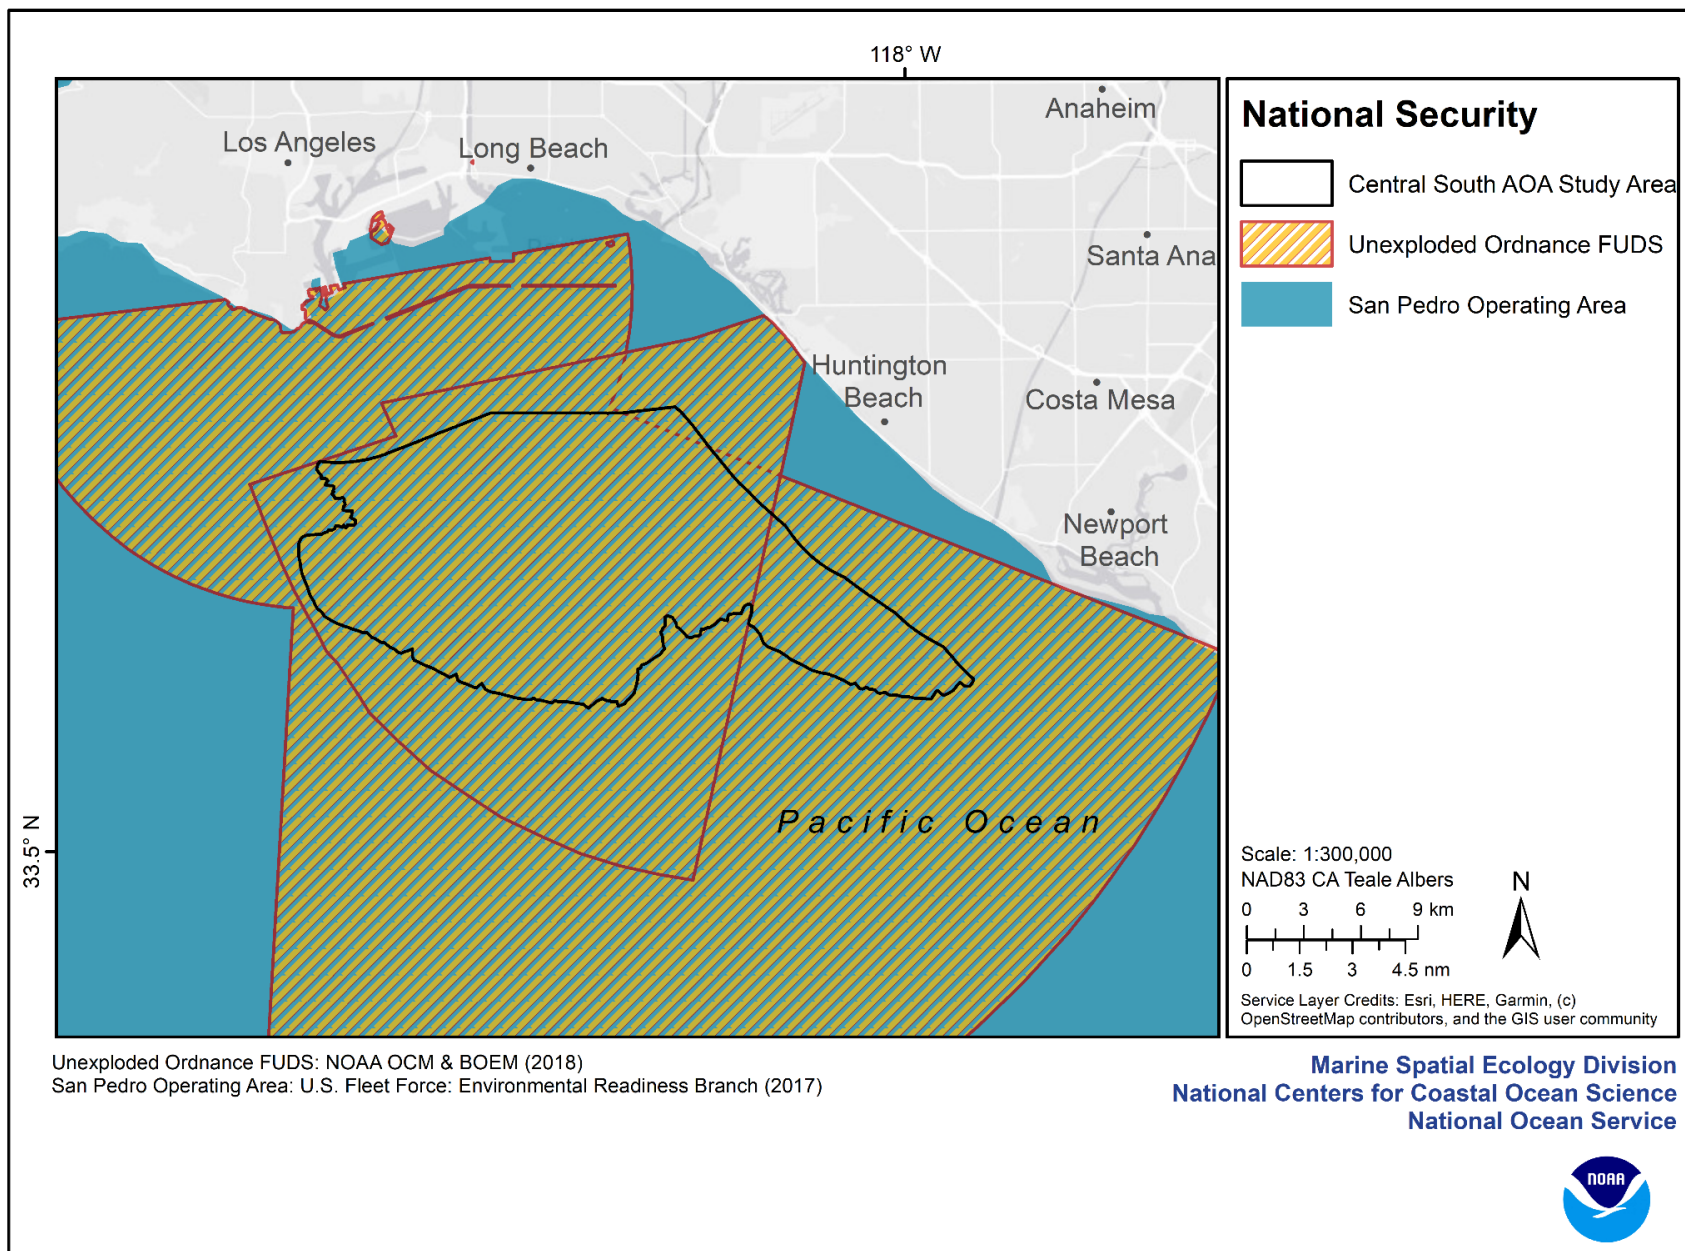 118° W
Anaheim
Los Angeles
Long Beach
Santa Ana
Huntington
Beach
Costa Mesa
Newport
Beach
Pacific Ocean
33.5° N
National Security
Central South AOA Study Area
Unexploded Ordnance FUDS
San Pedro Operating Area
Scale: 1:300,000
NAD83 CA Teale Albers
0 3 6 9 km
0 1.5 3 4.5 nm
N
Service Layer Credits: Esri, HERE, Garmin, (c)
OpenStreetMap contributors, and the GIS user community
Unexploded Ordnance FUDS: NOAA OCM & BOEM (2018)
San Pedro Operating Area: U.S. Fleet Force: Environmental Readiness Branch (2017)
Marine Spatial Ecology Division
National Centers for Coastal Ocean Science
National Ocean Service
NOAA